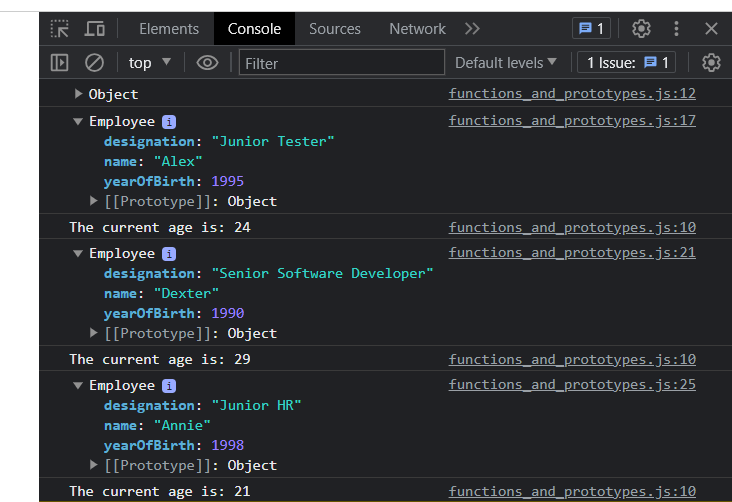 Elements Console Sources Network 1
top Filter Default levels 1 Issue: 1
Object functions_and_prototypes.js:12
Employee i functions_and_prototypes.js:17
designation: "Junior Tester"
name: "Alex"
yearOfBirth: 1995
[[Prototype]]: Object
The current age is: 24 functions_and_prototypes.js:10
Employee i functions_and_prototypes.js:21
designation: "Senior Software Developer"
name: "Dexter"
yearOfBirth: 1990
[[Prototype]]: Object
The current age is: 29 functions_and_prototypes.js:10
Employee i functions_and_prototypes.js:25
designation: "Junior HR"
name: "Annie"
yearOfBirth: 1998
[[Prototype]]: Object
The current age is: 21 functions_and_prototypes.js:10